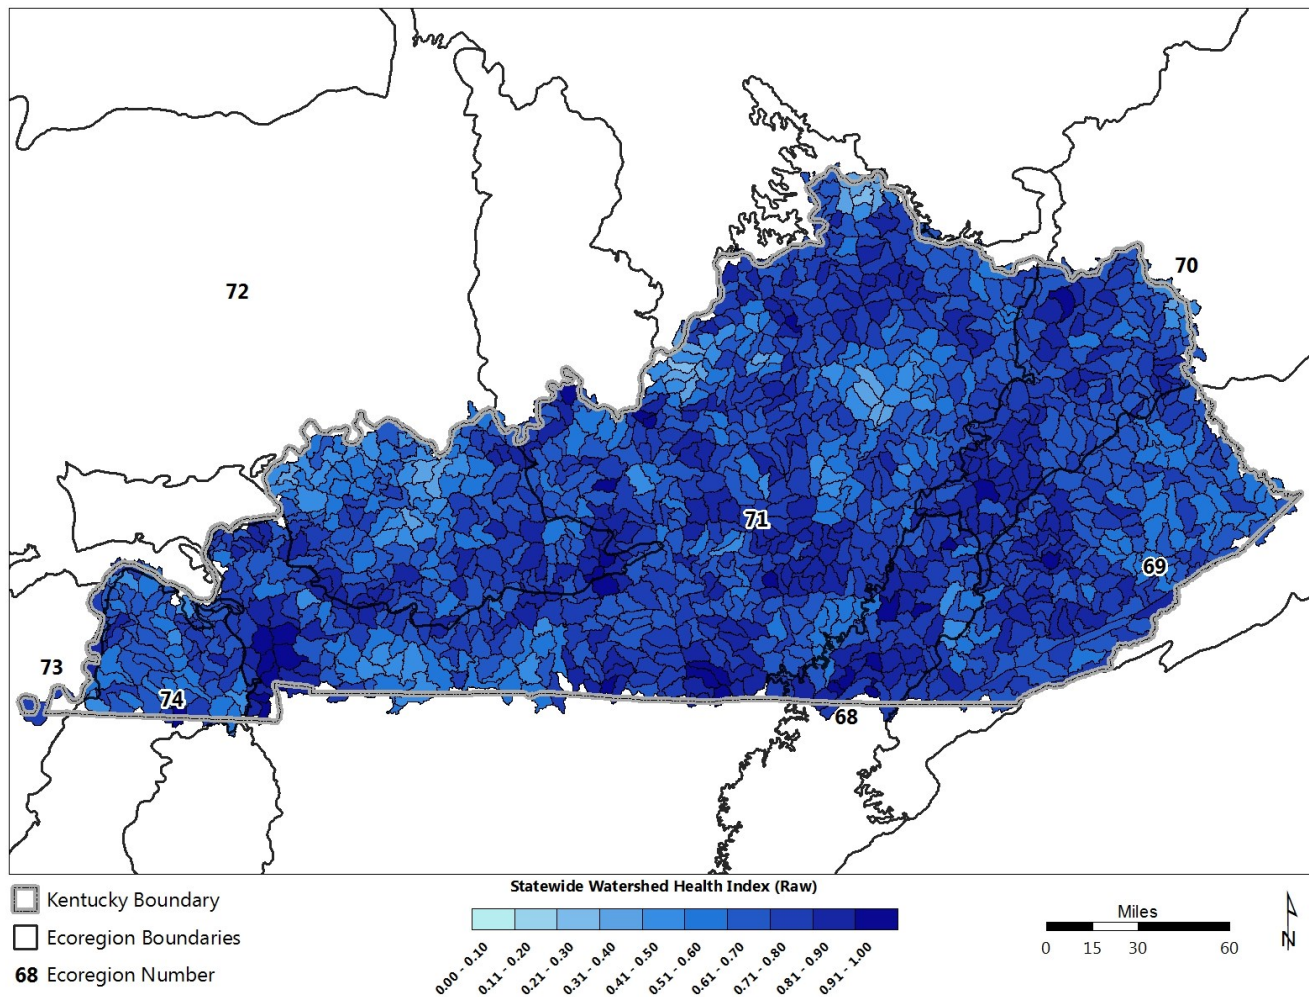 70
72
71
69
73
74
68
Statewide Watershed Health Index (Raw)
0.00 - 0.10
0.11 - 0.20
0.21 - 0.30
0.31 - 0.40
0.41 - 0.50
0.51 - 0.60
0.61 - 0.70
0.71 - 0.80
0.81 - 0.90
0.91 - 1.000
Kentucky Boundary
Ecoregion Boundaries
68 Ecoregion Number
Miles
0 15 30 60
N